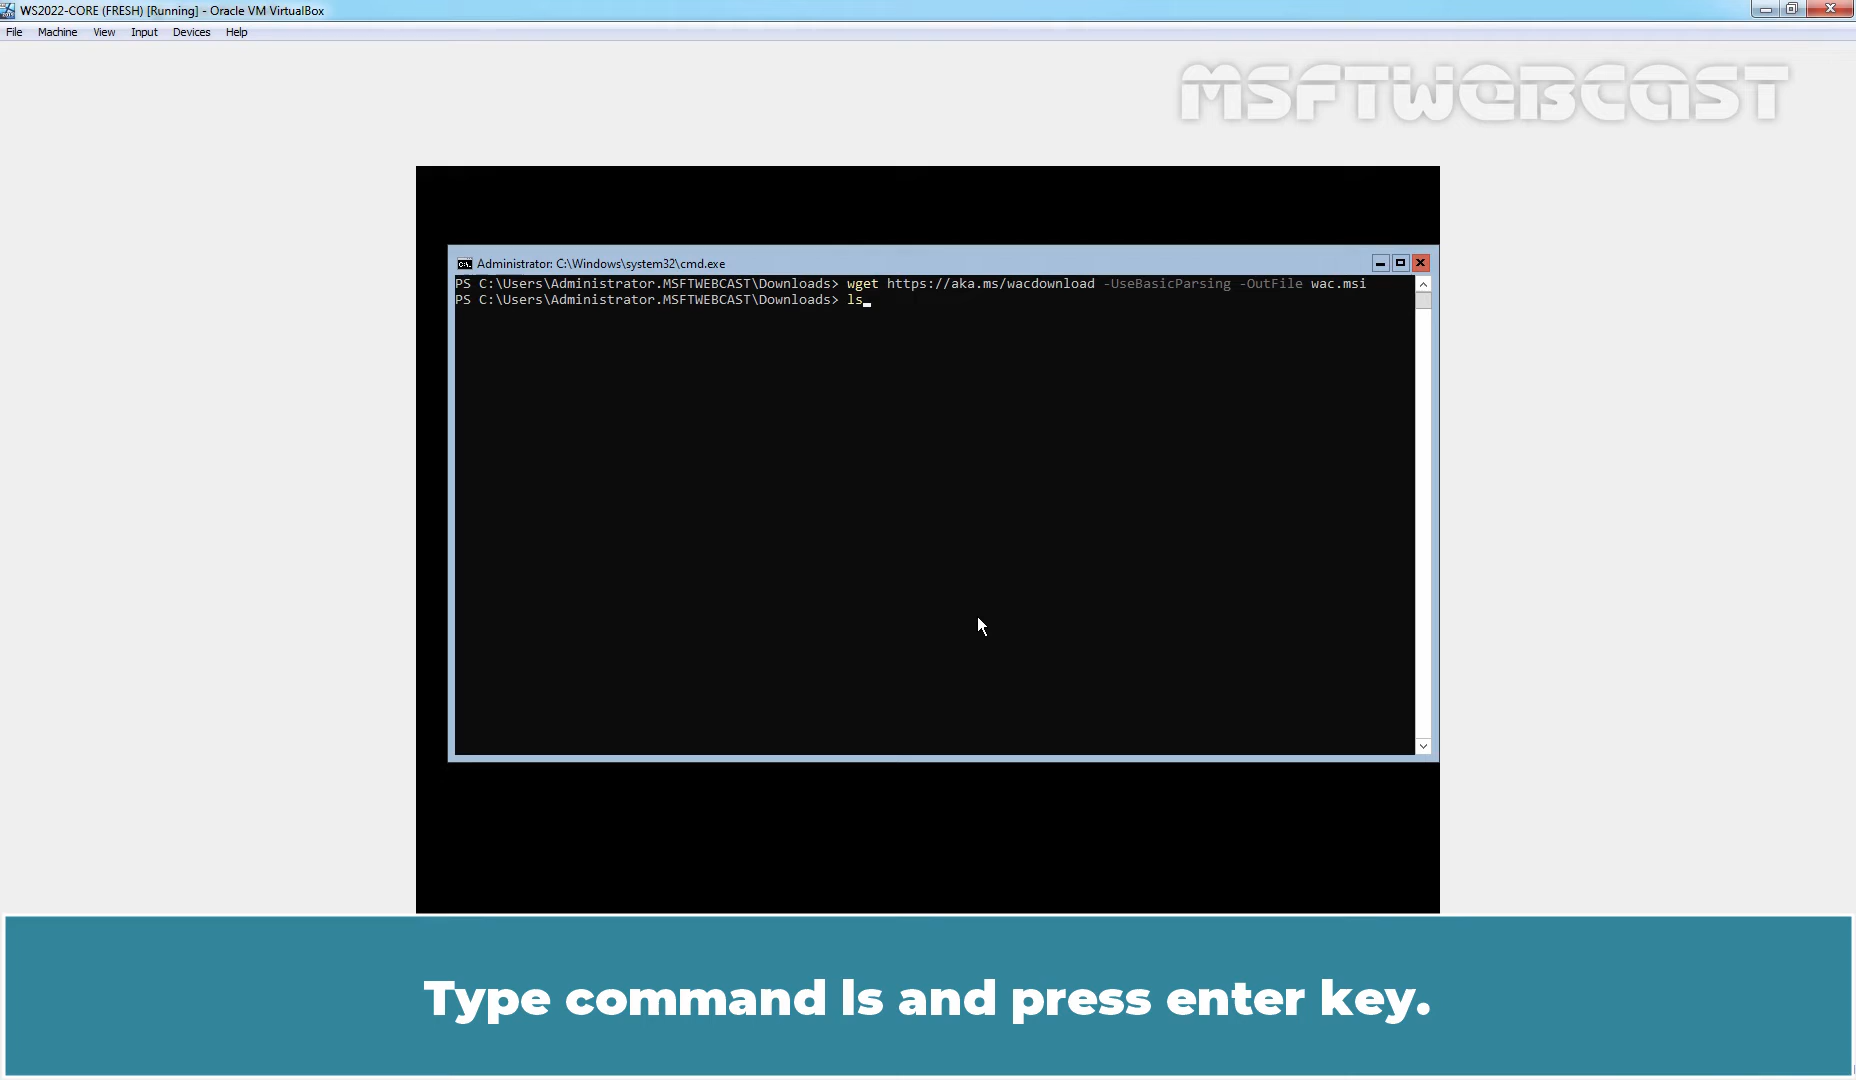 WS2022-CORE (FRESH) [Running] - Oracle VM VirtualBox
File Machine View Input Devices Help
MSFTWEBCAST
Administrator: C:\Windows\system32\cmd.exe
PS C:\Users\Administrator.MSFTWEBCAST\Downloads> wget https://aka.ms/wacdownload -UseBasicParsing -OutFile wac.msi
PS C:\Users\Administrator.MSFTWEBCAST\Downloads> ls_
Type command ls and press enter key.